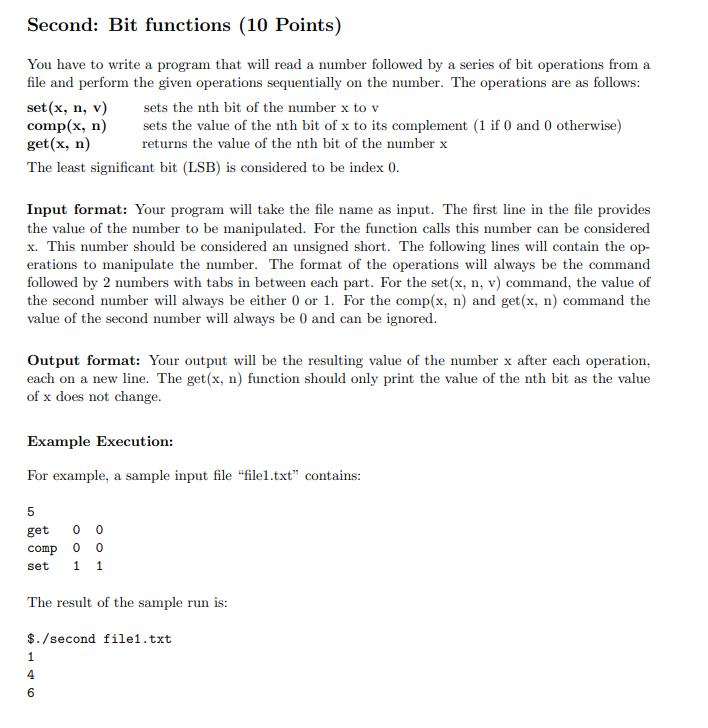 Second: Bit functions (10 Points)
You have to write a program that will read a number followed by a series of bit operations from a
file and perform the given operations sequentially on the number. The operations are as follows:
set(x, n, v) sets the nth bit of the number x to v
comp(x, n) sets the value of the nth bit of x to its complement (1 if 0 and 0 otherwise)
get(x, n) returns the value of the nth bit of the number x
The least significant bit (LSB) is considered to be index 0.
Input format: Your program will take the file name as input. The first line in the file provides
the value of the number to be manipulated. For the function calls this number can be considered
x. This number should be considered an unsigned short. The following lines will contain the op-
erations to manipulate the number. The format of the operations will always be the command
followed by 2 numbers with tabs in between each part. For the set(x, n, v) command, the value of
the second number will always be either 0 or 1. For the comp(x, n) and get(x, n) command the
value of the second number will always be 0 and can be ignored.
Output format: Your output will be the resulting value of the number x after each operation,
each on a new line. The get(x, n) function should only print the value of the nth bit as the value
of x does not change.
Example Execution:
For example, a sample input file “file1.txt” contains:
5
get 0 0
comp 0 0
set 1 1
The result of the sample run is:
$./second file1.txt
1
4
6